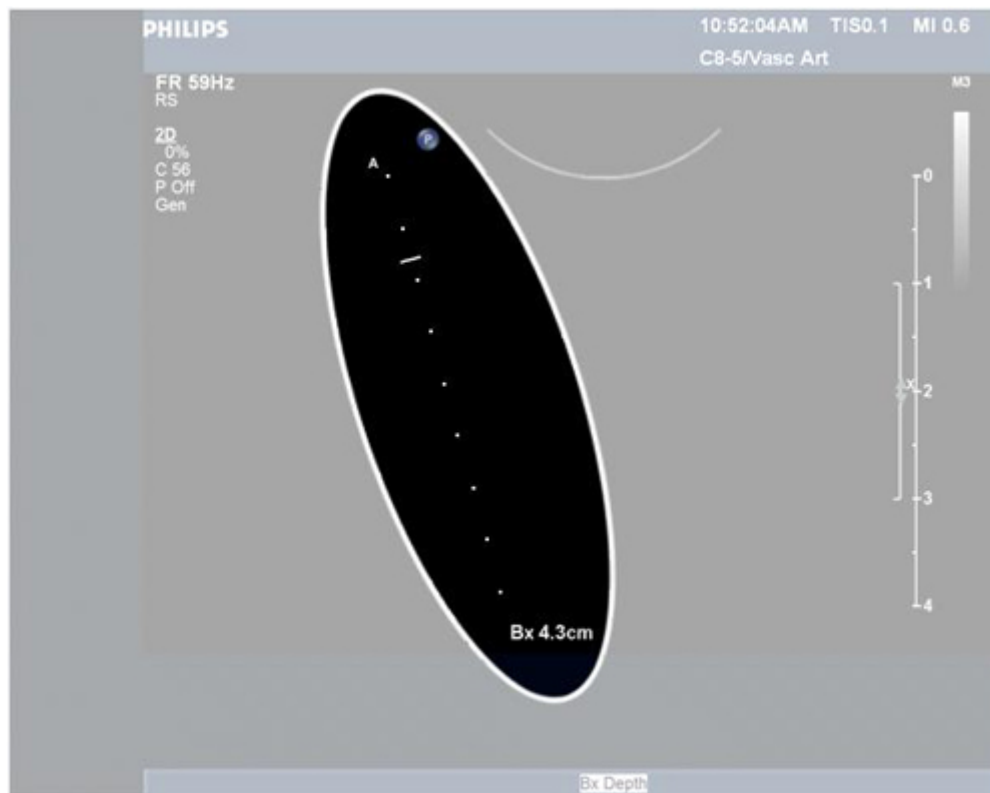 PHILIPS
10:52:04AM TIS0.1 MI 0.6
C8-5/Vasc Art
FR 59Hz
RS
M3
2D
0%
C 56
P Off
Gen
P
A
0
1
X
2
3
4
Bx 4.3cm
Bx Depth